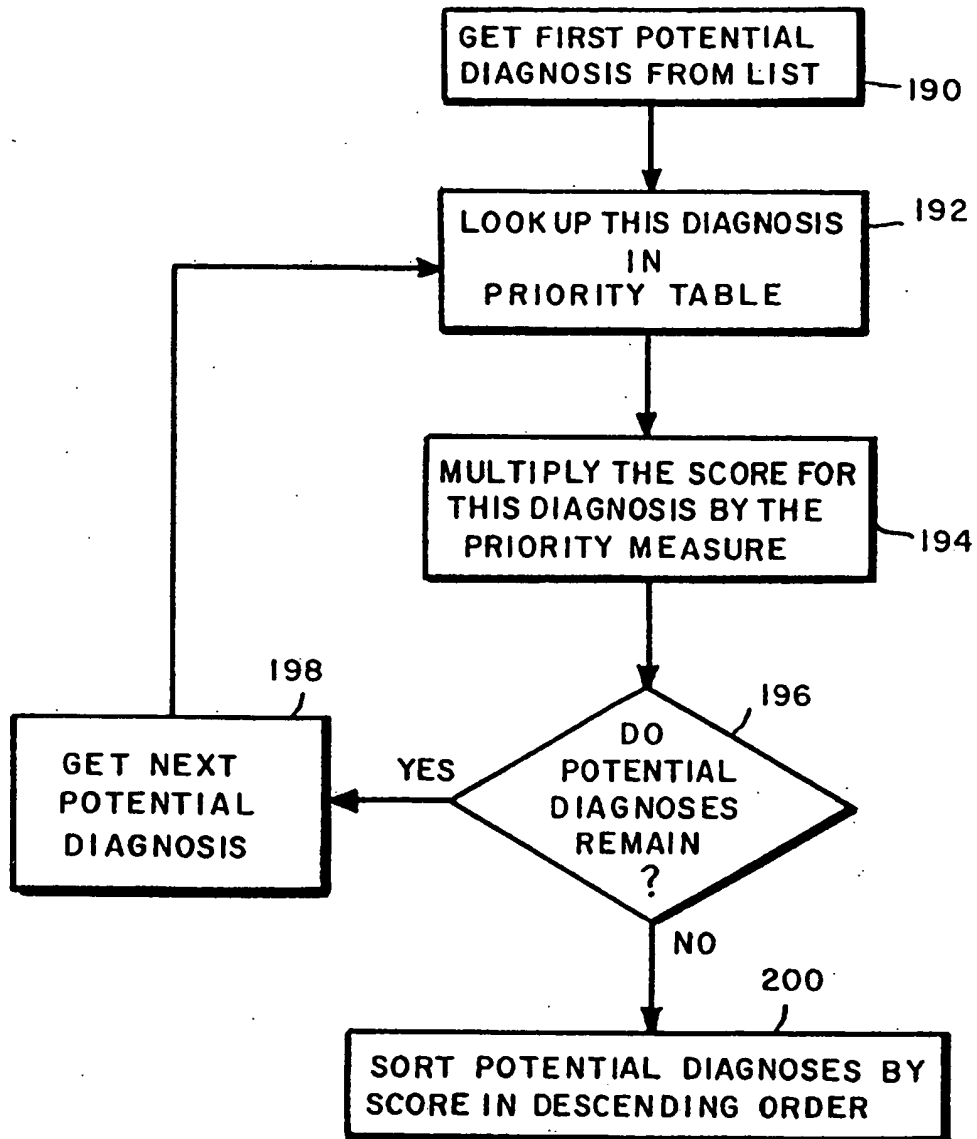 GET FIRST POTENTIAL
DIAGNOSIS FROM LIST
190
LOOK UP THIS DIAGNOSIS
IN
PRIORITY TABLE
192
MULTIPLY THE SCORE FOR
THIS DIAGNOSIS BY THE
PRIORITY MEASURE
194
198
GET NEXT
POTENTIAL
DIAGNOSIS
YES
196
DO
POTENTIAL
DIAGNOSES
REMAIN
?
NO
200
SORT POTENTIAL DIAGNOSES BY
SCORE IN DESCENDING ORDER